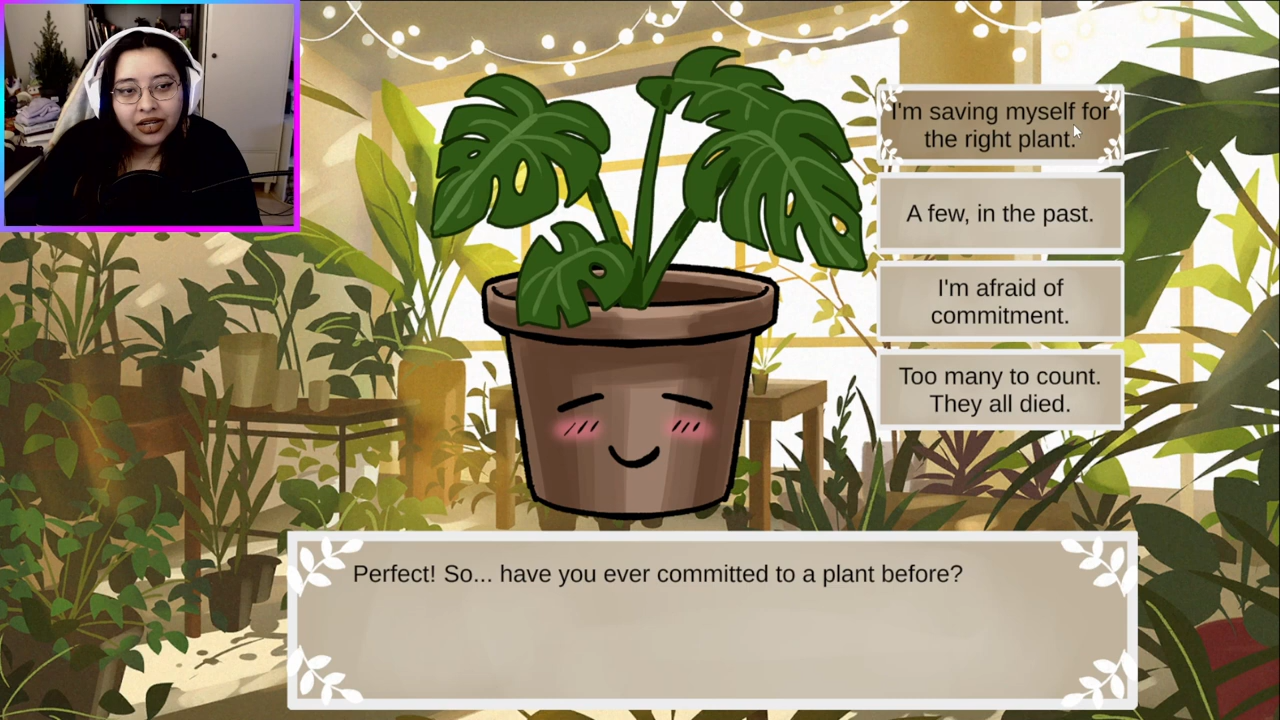 I'm saving myself for
the right plant.
A few, in the past.
I'm afraid of
commitment.
Too many to count.
They all died.
Perfect! So... have you ever committed to a plant before?